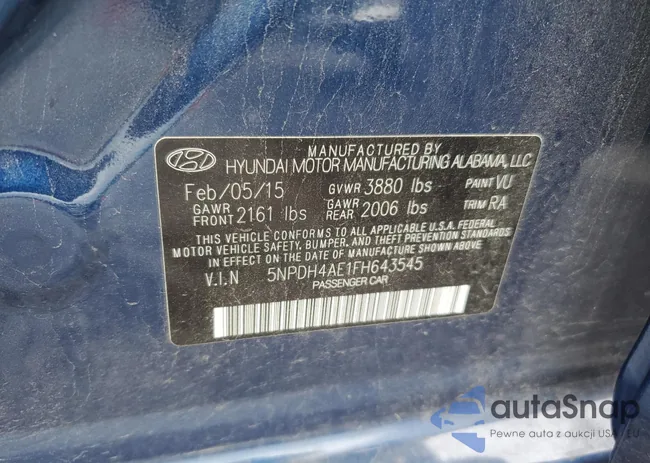 MANUFACTURED BY
HYUNDAI MOTOR MANUFACTURING ALABAMA, LLC
Feb/05/15 GVWR 3880 lbs PAINT VU
GAWR FRONT 2161 lbs GAWR REAR 2006 lbs TRIM RA
THIS VEHICLE CONFORMS TO ALL APPLICABLE U.S.A. FEDERAL
MOTOR VEHICLE SAFETY, BUMPER, AND THEFT PREVENTION STANDARDS
IN EFFECT ON THE DATE OF MANUFACTURE SHOWN ABOVE.
V.I.N 5NPDH4AE1FH643545
PASSENGER CAR
autaSnap
Pewne auta z aukcji USA i EU